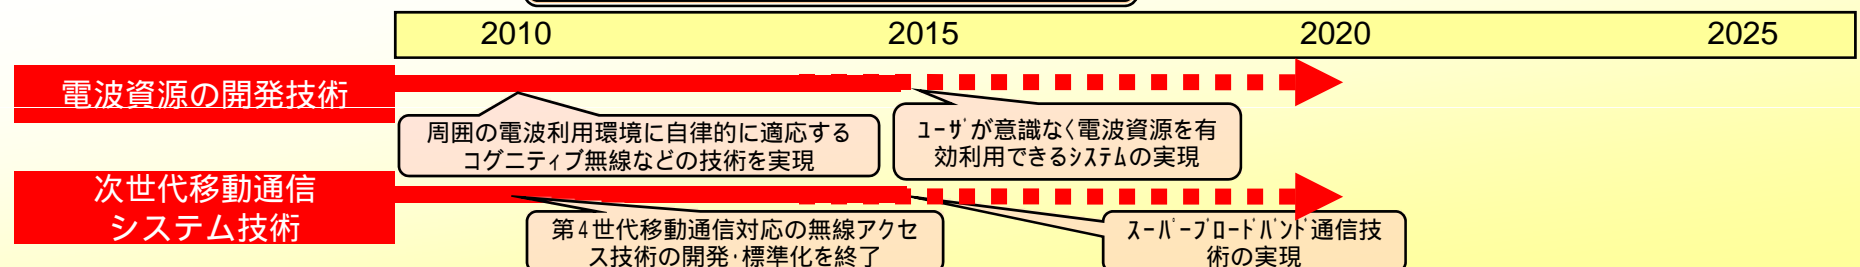 2010 2015 2020 2025
電波資源の開発技術
周囲の電波利用環境に自律的に適応する
コグニティブ無線などの技術を実現
ﾕｰｻﾞが意識なく電波資源を有
効利用できるｼｽﾃﾑの実現
次世代移動通信
システム技術
第4世代移動通信対応の無線アクセ
ス技術の開発･標準化を終了
ｽｰﾊﾟｰﾌﾞﾛｰﾄﾞﾊﾞﾝﾄﾞ通信技
術の実現